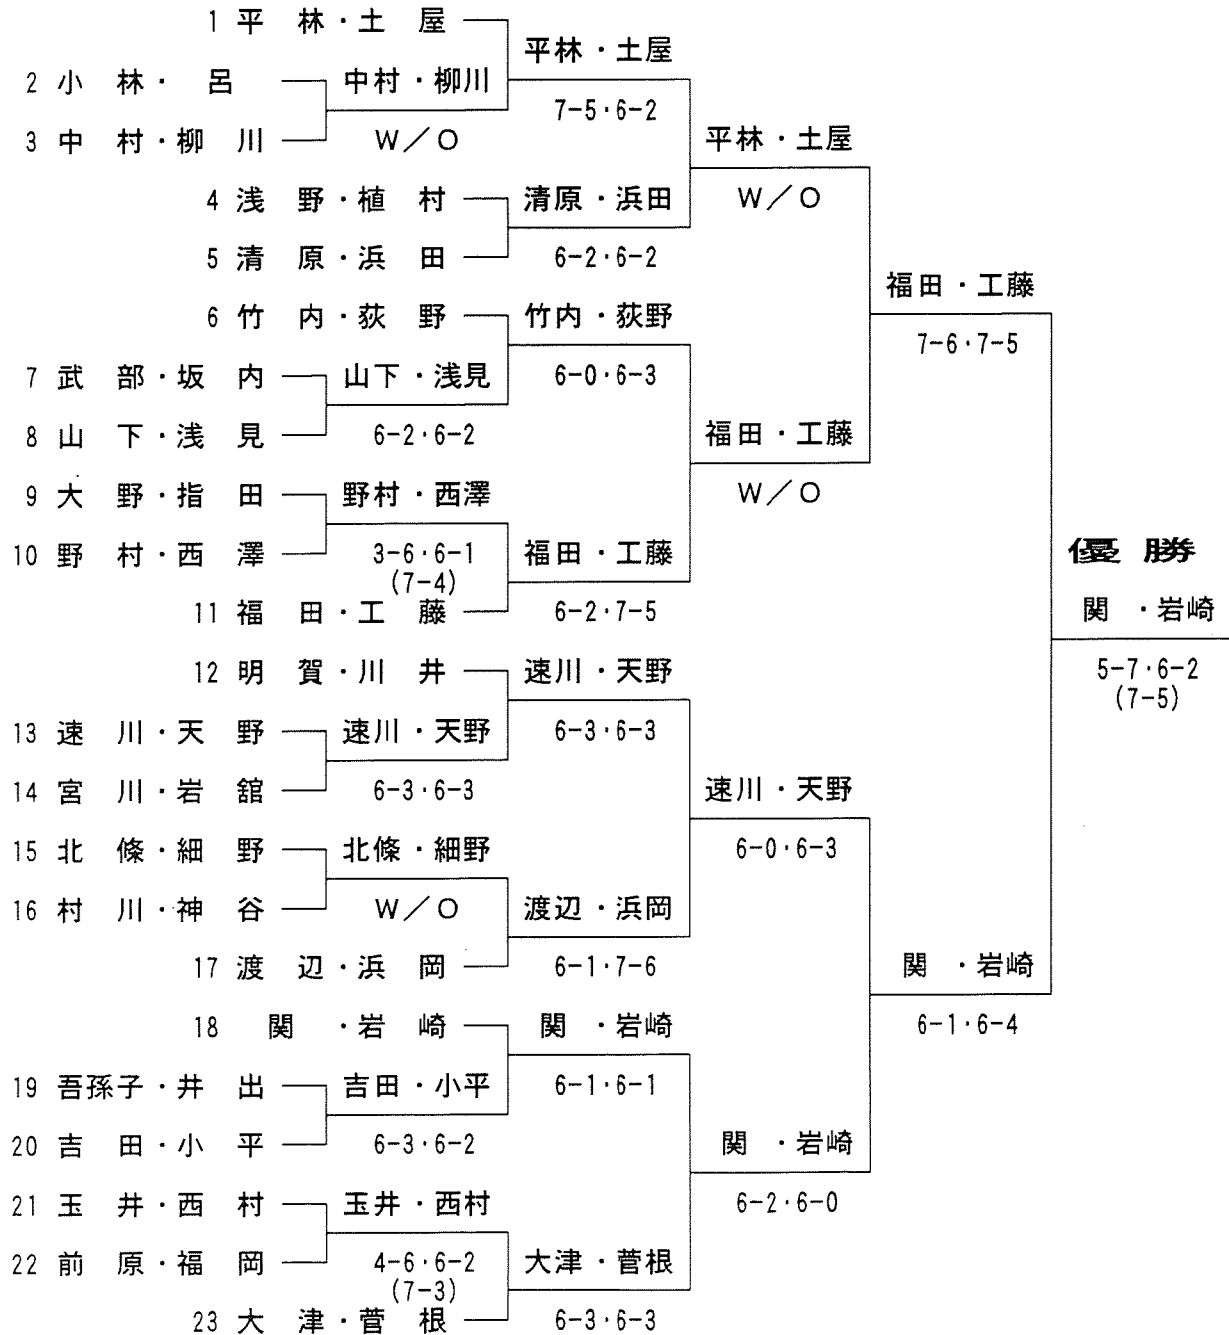 1 平 林・土 屋
平林・土屋
2 小 林・ 呂
中村・柳川
7-5・6-2
3 中 村・柳 川
W／O
平林・土屋
4 浅 野・植 村
清原・浜田
W／O
5 清 原・浜 田
6-2・6-2
福田・工藤
6 竹 内・荻 野
竹内・荻野
7-6・7-5
7 武 部・坂 内
山下・浅見
6-0・6-3
8 山 下・浅 見
6-2・6-2
福田・工藤
9 大 野・指 田
野村・西澤
W／O
10 野 村・西 澤
3-6・6-1
(7-4)
福田・工藤
優 勝
11 福 田・工 藤
6-2・7-5
関 ・岩崎
12 明 賀・川 井
速川・天野
5-7・6-2
(7-5)
13 速 川・天 野
速川・天野
6-3・6-3
14 宮 川・岩 舘
6-3・6-3
速川・天野
15 北 條・細 野
北條・細野
6-0・6-3
16 村 川・神 谷
W／O
渡辺・浜岡
17 渡 辺・浜 岡
6-1・7-6
関 ・岩崎
18 関 ・岩 崎
関 ・岩崎
6-1・6-4
19 吾孫子・井 出
吉田・小平
6-1・6-1
20 吉 田・小 平
6-3・6-2
関 ・岩崎
21 玉 井・西 村
玉井・西村
6-2・6-0
22 前 原・福 岡
4-6・6-2
(7-3)
大津・菅根
23 大 津・菅 根
6-3・6-3